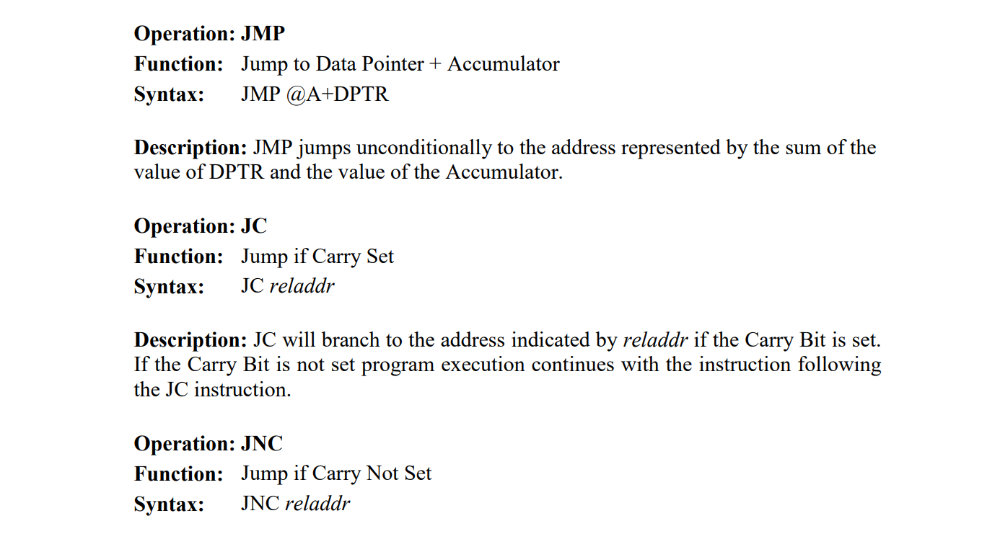 Operation: JMP
Function: Jump to Data Pointer + Accumulator
Syntax: JMP @A+DPTR
Description: JMP jumps unconditionally to the address represented by the sum of the
value of DPTR and the value of the Accumulator.
Operation: JC
Function: Jump if Carry Set
Syntax: JC reladdr
Description: JC will branch to the address indicated by reladdr if the Carry Bit is set.
If the Carry Bit is not set program execution continues with the instruction following
the JC instruction.
Operation: JNC
Function: Jump if Carry Not Set
Syntax: JNC reladdr